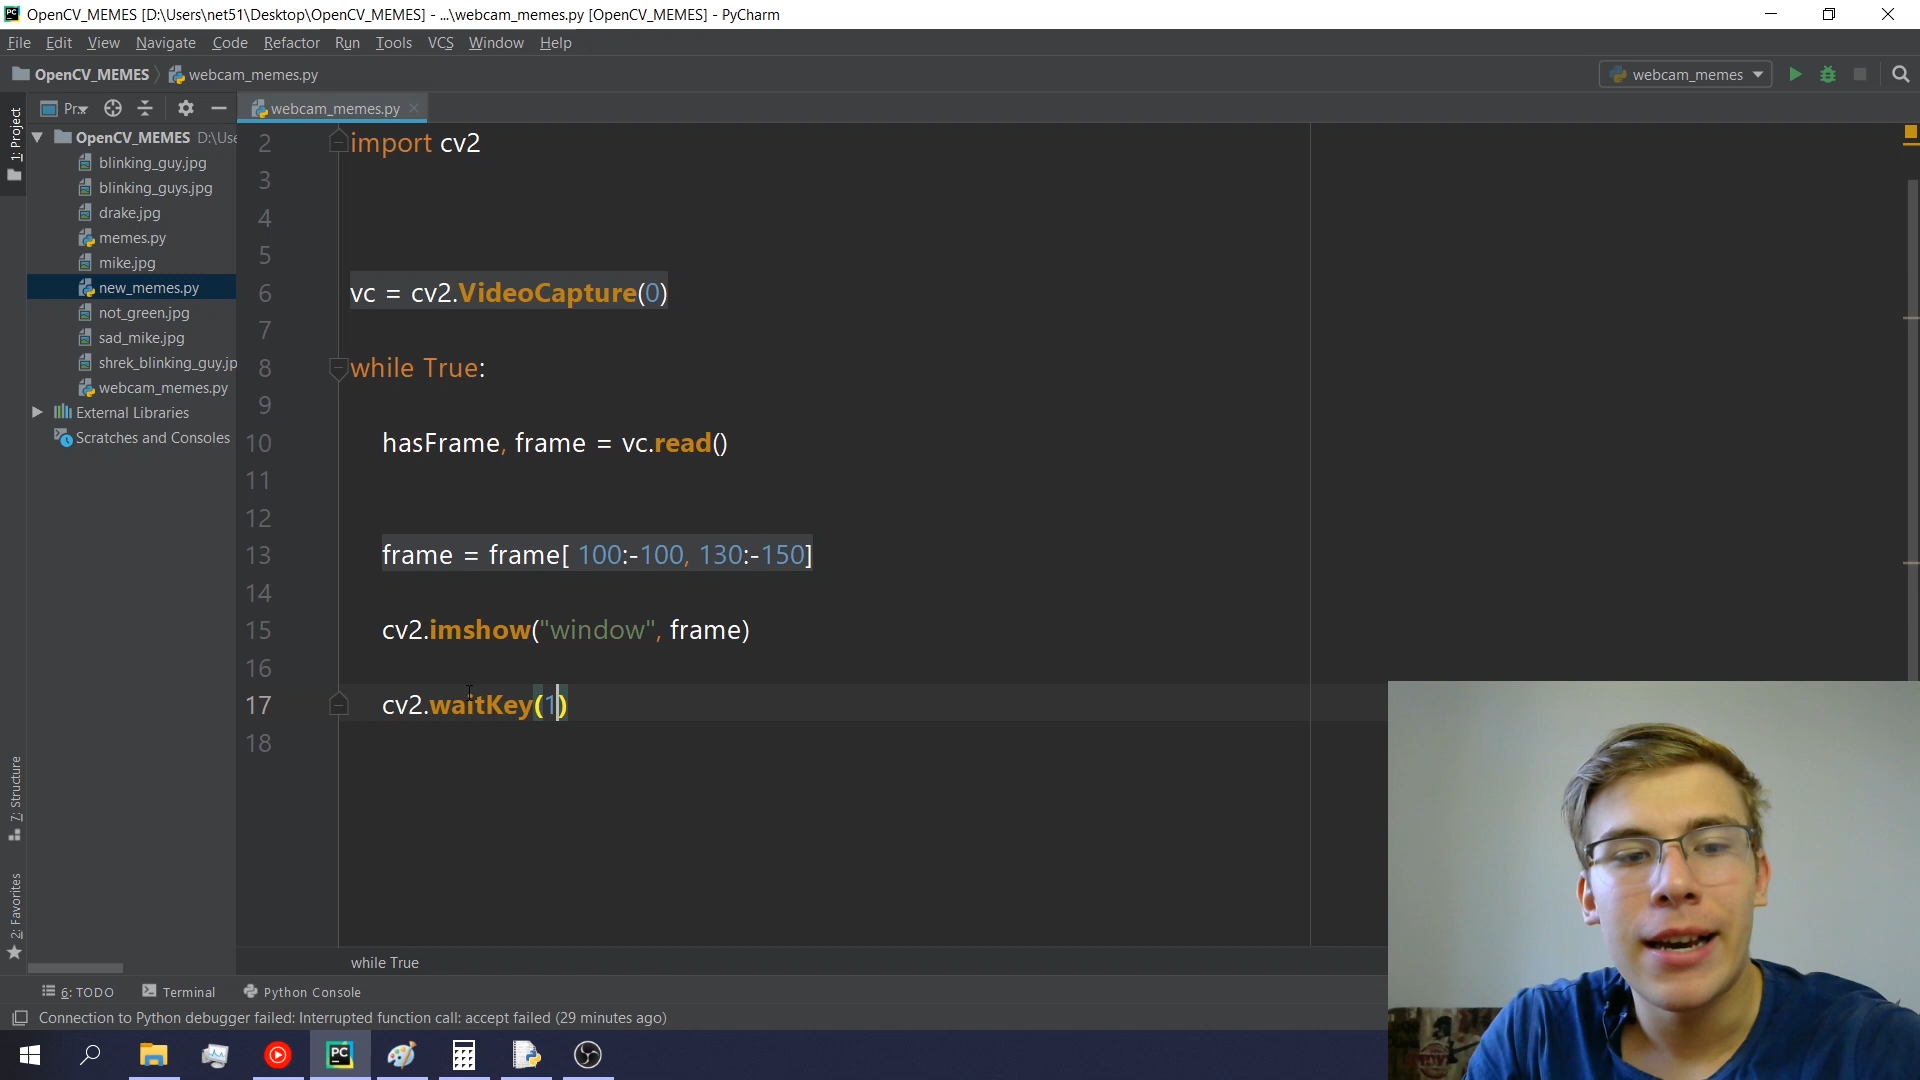 OpenCV_MEMES [D:\Users\net51\Desktop\OpenCV_MEMES] - ...\webcam_memes.py [OpenCV_MEMES] - PyCharm
File Edit View Navigate Code Refactor Run Tools VCS Window Help
OpenCV_MEMES webcam_memes.py webcam_memes
1: Project
Pr webcam_memes.py
OpenCV_MEMES D:\Use
blinking_guy.jpg
blinking_guys.jpg
drake.jpg
memes.py
mike.jpg
new_memes.py
not_green.jpg
sad_mike.jpg
shrek_blinking_guy.jp
webcam_memes.py
External Libraries
Scratches and Consoles
2 import cv2
3
4
5
6 vc = cv2.VideoCapture(0)
7
8 while True:
9
10 hasFrame, frame = vc.read()
11
12
13 frame = frame[ 100:-100, 130:-150]
14
15 cv2.imshow("window", frame)
16
17 cv2.waitKey(1)
18
7: Structure
2: Favorites
while True
6: TODO Terminal Python Console
Connection to Python debugger failed: Interrupted function call: accept failed (29 minutes ago)
PC